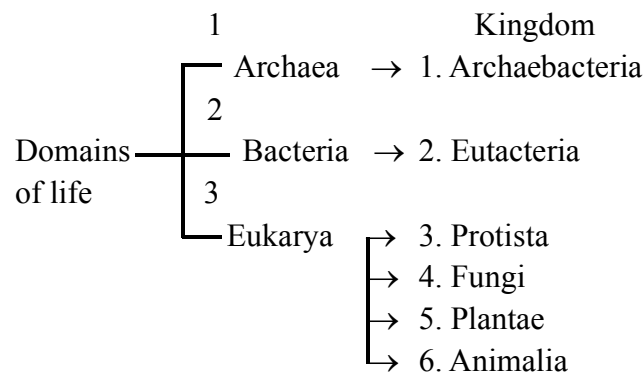 1 Kingdom
Archaea → 1. Archaebacteria
2
Domains of life
Bacteria → 2. Eutacteria
3
Eukarya → 3. Protista
→ 4. Fungi
→ 5. Plantae
→ 6. Animalia